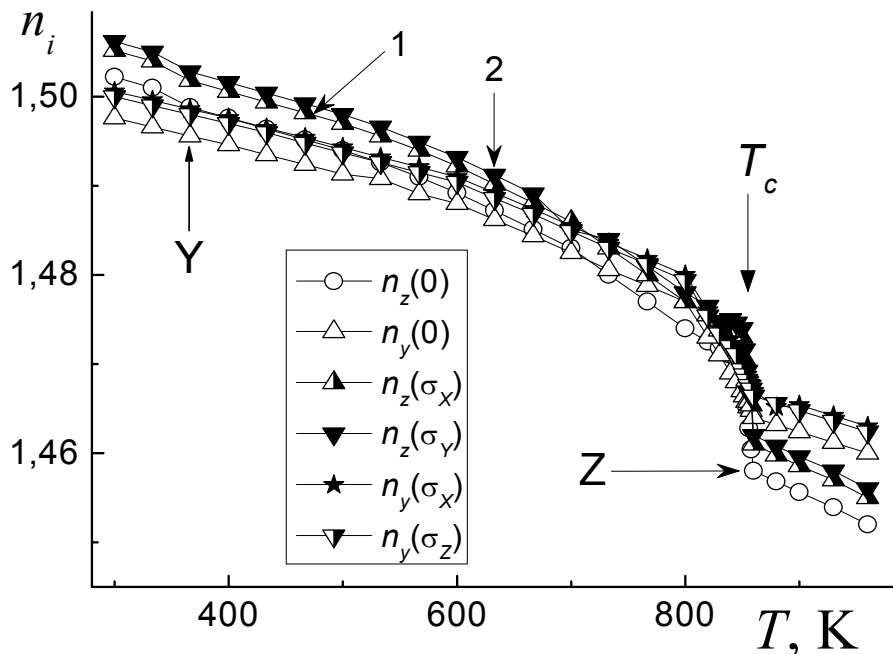 n_i
1,50
1,48
1,46
1
2
T_c
Y
Z
n_z(0)
n_y(0)
n_z(σ_X)
n_z(σ_Y)
n_y(σ_X)
n_y(σ_Z)
400
600
800
T, K